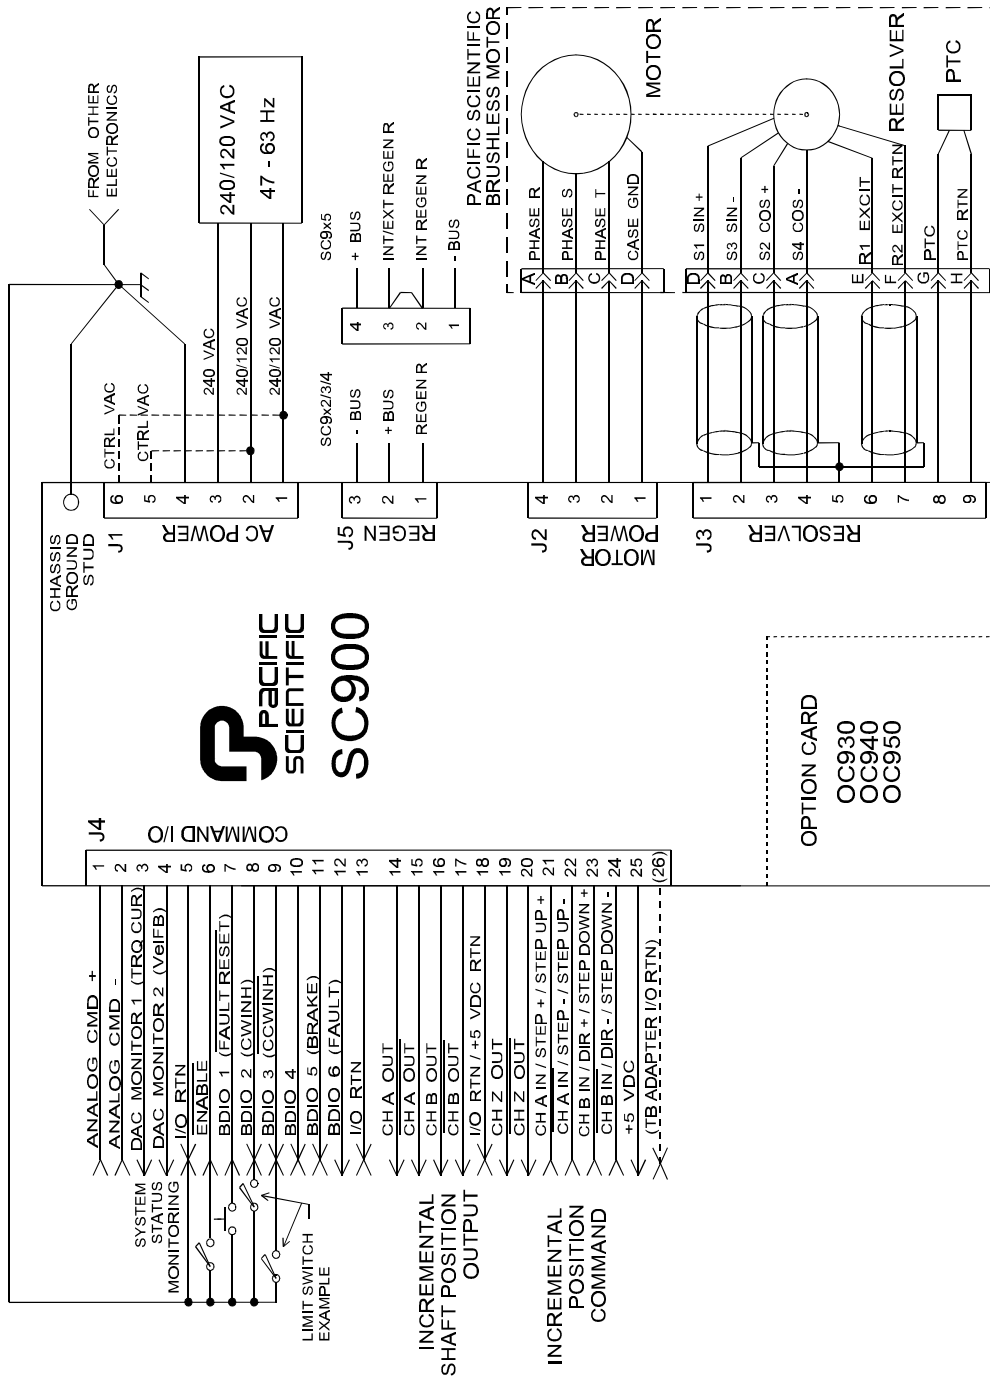 CHASSIS
GROUND
STUD
FROM OTHER
ELECTRONICS
240/120 VAC
47 - 63 Hz
CTRL VAC
CTRL VAC
240 VAC
240/120 VAC
240/120 VAC
J1
AC POWER
6
5
4
3
2
1
SC9x2/3/4
- BUS
+ BUS
REGEN R
J5
REGEN
3
2
1
SC9x5
+ BUS
INT/EXT REGEN R
INT REGEN R
- BUS
4
3
2
1
PACIFIC SCIENTIFIC
BRUSHLESS MOTOR
MOTOR
PHASE R
PHASE S
PHASE T
CASE GND
A
B
C
D
J2
MOTOR
POWER
4
3
2
1
RESOLVER
PTC
S1 SIN +
S3 SIN -
S2 COS +
S4 COS -
R1 EXCIT
R2 EXCIT RTN
PTC
PTC RTN
D
B
C
A
E
F
G
H
J3
RESOLVER
1
2
3
4
5
6
7
8
9
PACIFIC
SCIENTIFIC
SC900
OPTION CARD
OC930
OC940
OC950
J4
COMMAND I/O
1
2
3
4
5
6
7
8
9
10
11
12
13
14
15
16
17
18
19
20
21
22
23
24
25
(26)
ANALOG CMD +
ANALOG CMD -
DAC MONITOR 1 (TRQ CUR)
DAC MONITOR 2 (VelFB)
I/O RTN
ENABLE
BDIO 1 (FAULT RESET)
BDIO 2 (CWINH)
BDIO 3 (CCWINH)
BDIO 4
BDIO 5 (BRAKE)
BDIO 6 (FAULT)
I/O RTN
CH A OUT
CH A OUT
CH B OUT
CH B OUT
I/O RTN / +5 VDC RTN
CH Z OUT
CH Z OUT
CH A IN / STEP + / STEP UP +
CH A IN / STEP - / STEP UP -
CH B IN / DIR + / STEP DOWN +
CH B IN / DIR - / STEP DOWN -
+5 VDC
(TB ADAPTER I/O RTN)
SYSTEM
STATUS
MONITORING
LIMIT SWITCH
EXAMPLE
INCREMENTAL
SHAFT POSITION
OUTPUT
INCREMENTAL
POSITION
COMMAND